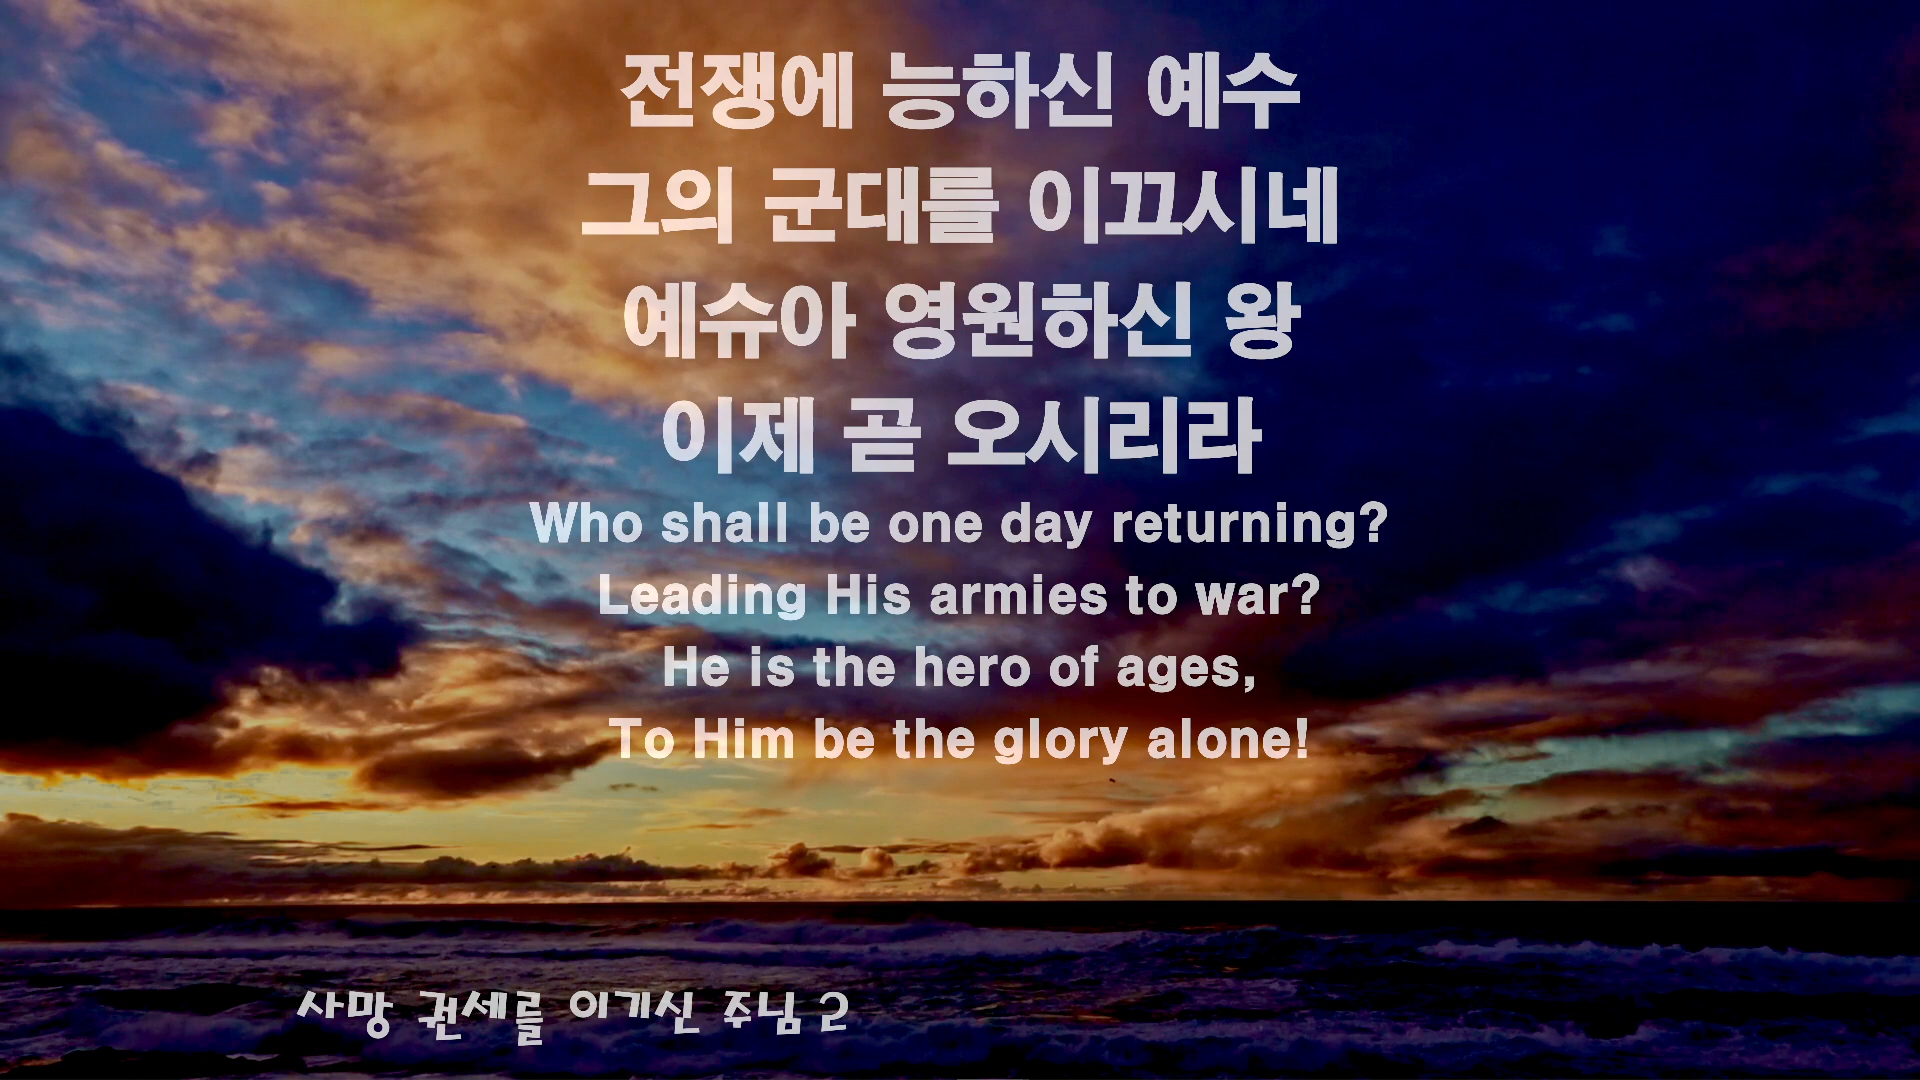 전쟁에 능하신 예수
그의 군대를 이끄시네
예슈아 영원하신 왕
이제 곧 오시리라
Who shall be one day returning?
Leading His armies to war?
He is the hero of ages,
To Him be the glory alone!
사망 권세를 이기신 주님 2